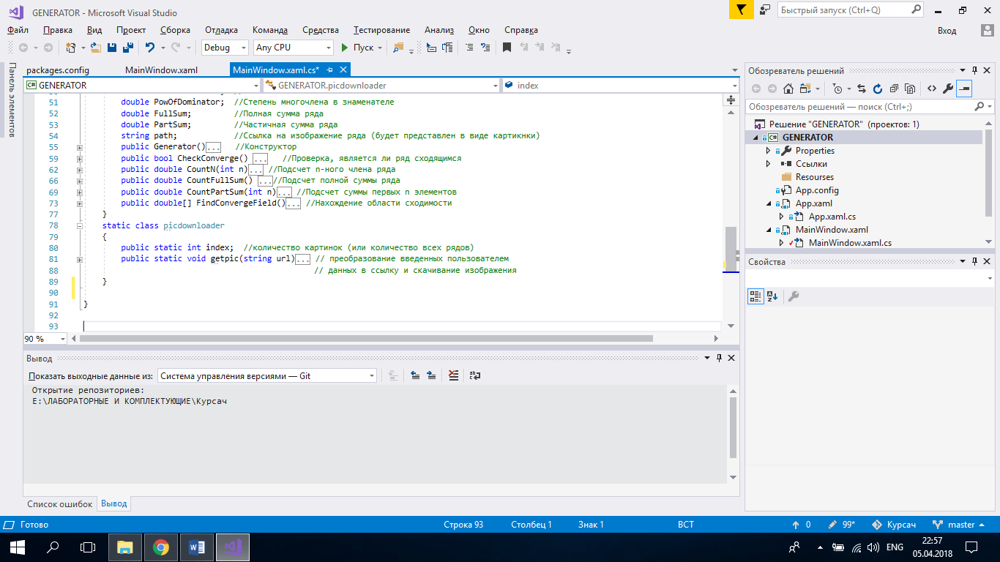 GENERATOR - Microsoft Visual Studio
Быстрый запуск (Ctrl+Q)
Файл Правка Вид Проект Сборка Отладка Команда Средства Тестирование Анализ Окно Справка Вход
Debug Any CPU Пуск
Панель элементов
packages.config MainWindow.xaml MainWindow.xaml.cs*
GENERATOR GENERATOR.picdownloader index
51 double PowOfDominator; //Степень многочлена в знаменателе
52 double FullSum; //Полная сумма ряда
53 double PartSum; //Частичная сумма ряда
54 string path; //Ссылка на изображение ряда (будет представлен в виде картикнки)
55 public Generator()... //Конструктор
59 public bool CheckConverge() ... //Проверка, является ли ряд сходящимся
62 public double CountN(int n)... //Подсчет n-ного члена ряда
66 public double CountFullSum() ...//Подсчет полной суммы ряда
69 public double CountPartSum(int n)... //Подсчет суммы первых n элементов
73 public double[] FindConvergeField()... //Нахождение области сходимости
77 }
78 static class picdownloader
79 {
80 public static int index; //количество картинок (или количество всех рядов)
81 public static void getpic(string url)... // преобразование введенных пользователем
88 // данных в ссылку и скачивание изображения
89 }
90
91 }
92
93
90 %
Обозреватель решений
Обозреватель решений — поиск (Ctrl+;)
Решение "GENERATOR" (проектов: 1)
GENERATOR
Properties
Ссылки
Resourses
App.config
App.xaml
App.xaml.cs
MainWindow.xaml
MainWindow.xaml.cs
Свойства
Вывод
Показать выходные данные из: Система управления версиями — Git
Открытие репозиториев:
E:\ЛАБОРАТОРНЫЕ И КОМПЛЕКТУЮЩИЕ\Курсач
Список ошибок Вывод
Готово Строка 93 Столбец 1 Знак 1 ВСТ 0 99* Курсач master
ENG 22:57
05.04.2018